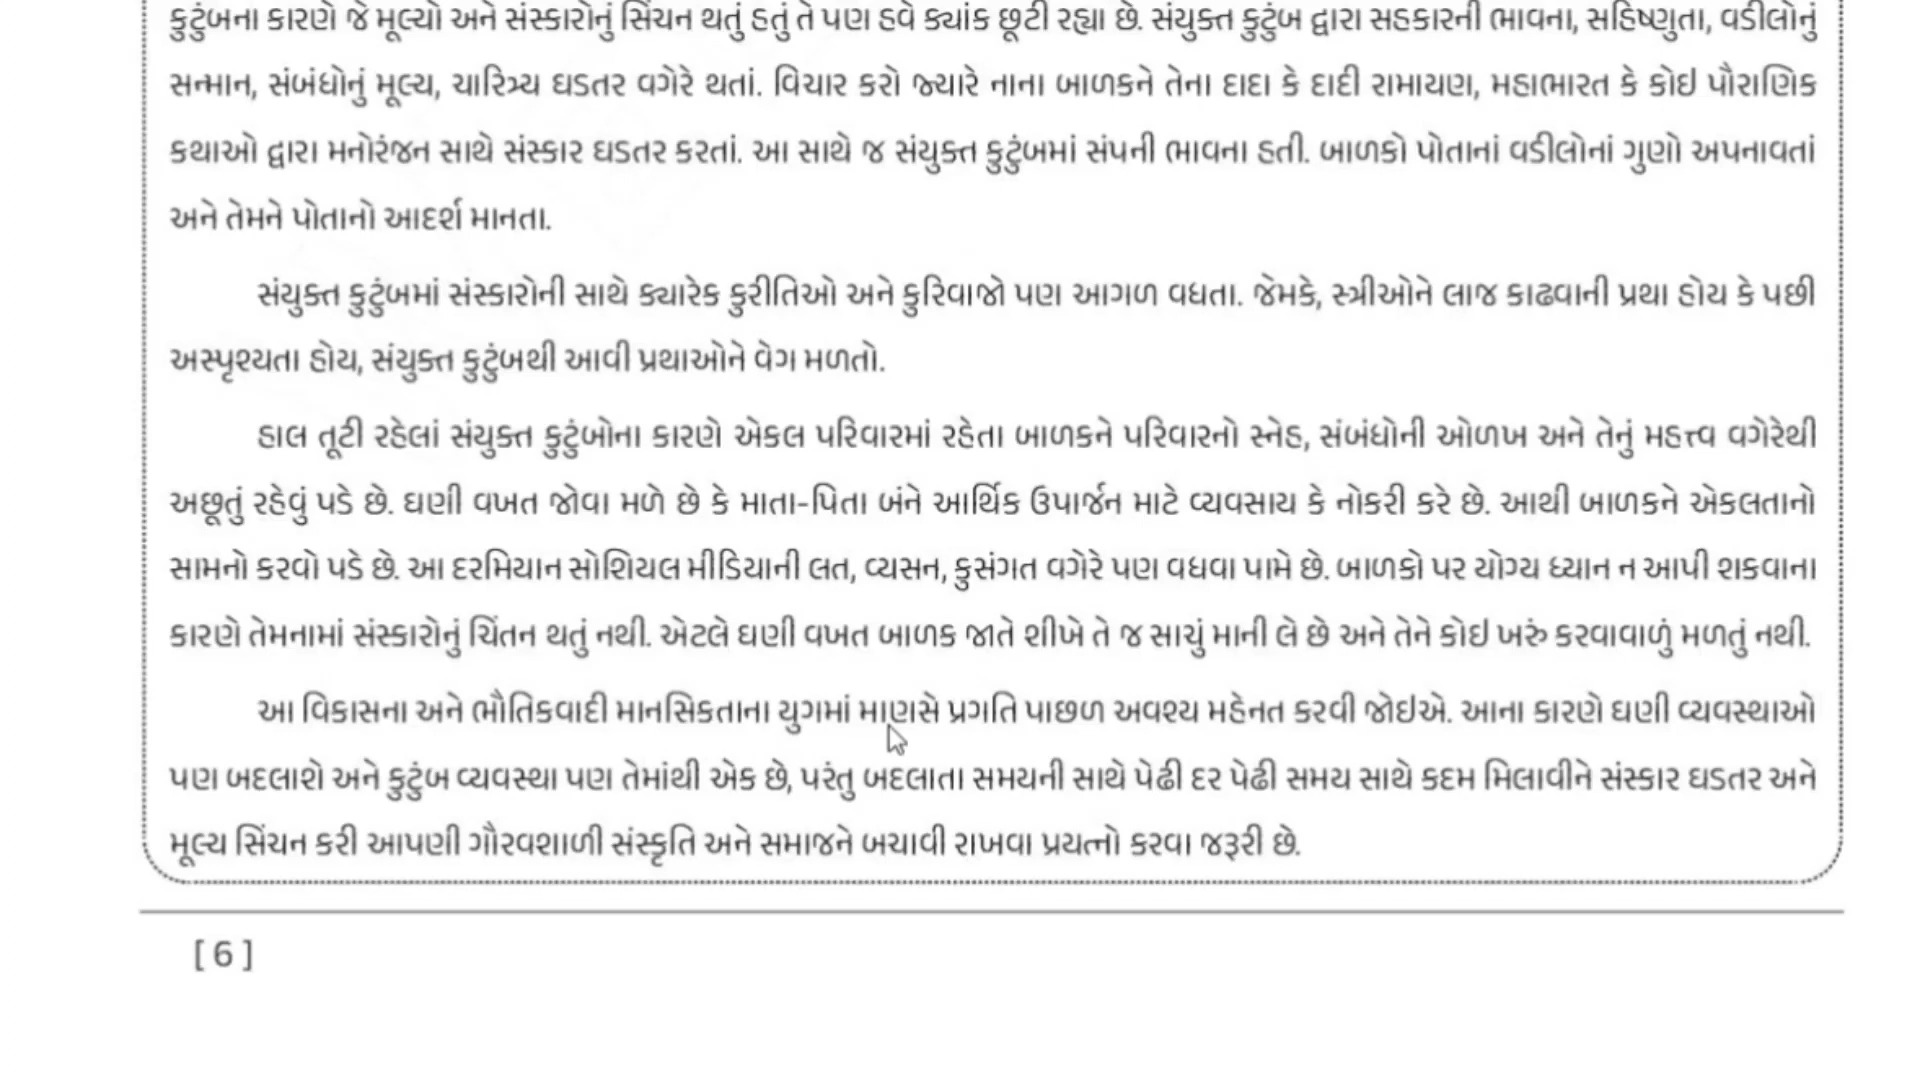 કુટુંબના કારણે જે મૂલ્યો અને સંસ્કારોનું સિંચન થતું હતું તે પણ હવે ક્યાંક છૂટી રહ્યા છે. સંયુક્ત કુટુંબ દ્વારા સહકારની ભાવના, સહિષ્ણુતા, વડીલોનું
સન્માન, સંબંધોનું મૂલ્ય, ચારિત્ર્ય ઘડતર વગેરે થતાં. વિચાર કરો જ્યારે નાના બાળકને તેના દાદા કે દાદી રામાયણ, મહાભારત કે કોઇ પૌરાણિક
કથાઓ દ્વારા મનોરંજન સાથે સંસ્કાર ઘડતર કરતાં. આ સાથે જ સંયુક્ત કુટુંબમાં સંપની ભાવના હતી. બાળકો પોતાનાં વડીલોનાં ગુણો અપનાવતાં
અને તેમને પોતાનો આદર્શ માનતા.
સંયુક્ત કુટુંબમાં સંસ્કારોની સાથે ક્યારેક કુરીતિઓ અને કુરિવાજો પણ આગળ વધતા. જેમકે, સ્ત્રીઓને લાજ કાઢવાની પ્રથા હોય કે પછી
અસ્પૃશ્યતા હોય, સંયુક્ત કુટુંબથી આવી પ્રથાઓને વેગ મળતો.
હાલ તૂટી રહેલાં સંયુક્ત કુટુંબોના કારણે એકલ પરિવારમાં રહેતા બાળકને પરિવારનો સ્નેહ, સંબંધોની ઓળખ અને તેનું મહત્ત્વ વગેરેથી
અછૂતું રહેવું પડે છે. ઘણી વખત જોવા મળે છે કે માતા-પિતા બંને આર્થિક ઉપાર્જન માટે વ્યવસાય કે નોકરી કરે છે. આથી બાળકને એકલતાનો
સામનો કરવો પડે છે. આ દરમિયાન સોશિયલ મીડિયાની લત, વ્યસન, કુસંગત વગેરે પણ વધવા પામે છે. બાળકો પર યોગ્ય ધ્યાન ન આપી શકવાના
કારણે તેમનામાં સંસ્કારોનું ચિંતન થતું નથી. એટલે ઘણી વખત બાળક જાતે શીખે તે જ સાચું માની લે છે અને તેને કોઇ ખરું કરવાવાળું મળતું નથી.
આ વિકાસના અને ભૌતિકવાદી માનસિકતાના યુગમાં માણસે પ્રગતિ પાછળ અવશ્ય મહેનત કરવી જોઇએ. આના કારણે ઘણી વ્યવસ્થાઓ
પણ બદલાશે અને કુટુંબ વ્યવસ્થા પણ તેમાંથી એક છે, પરંતુ બદલાતા સમયની સાથે પેઢી દર પેઢી સમય સાથે કદમ મિલાવીને સંસ્કાર ઘડતર અને
મૂલ્ય સિંચન કરી આપણી ગૌરવશાળી સંસ્કૃતિ અને સમાજને બચાવી રાખવા પ્રયત્નો કરવા જરૂરી છે.
[ 6 ]